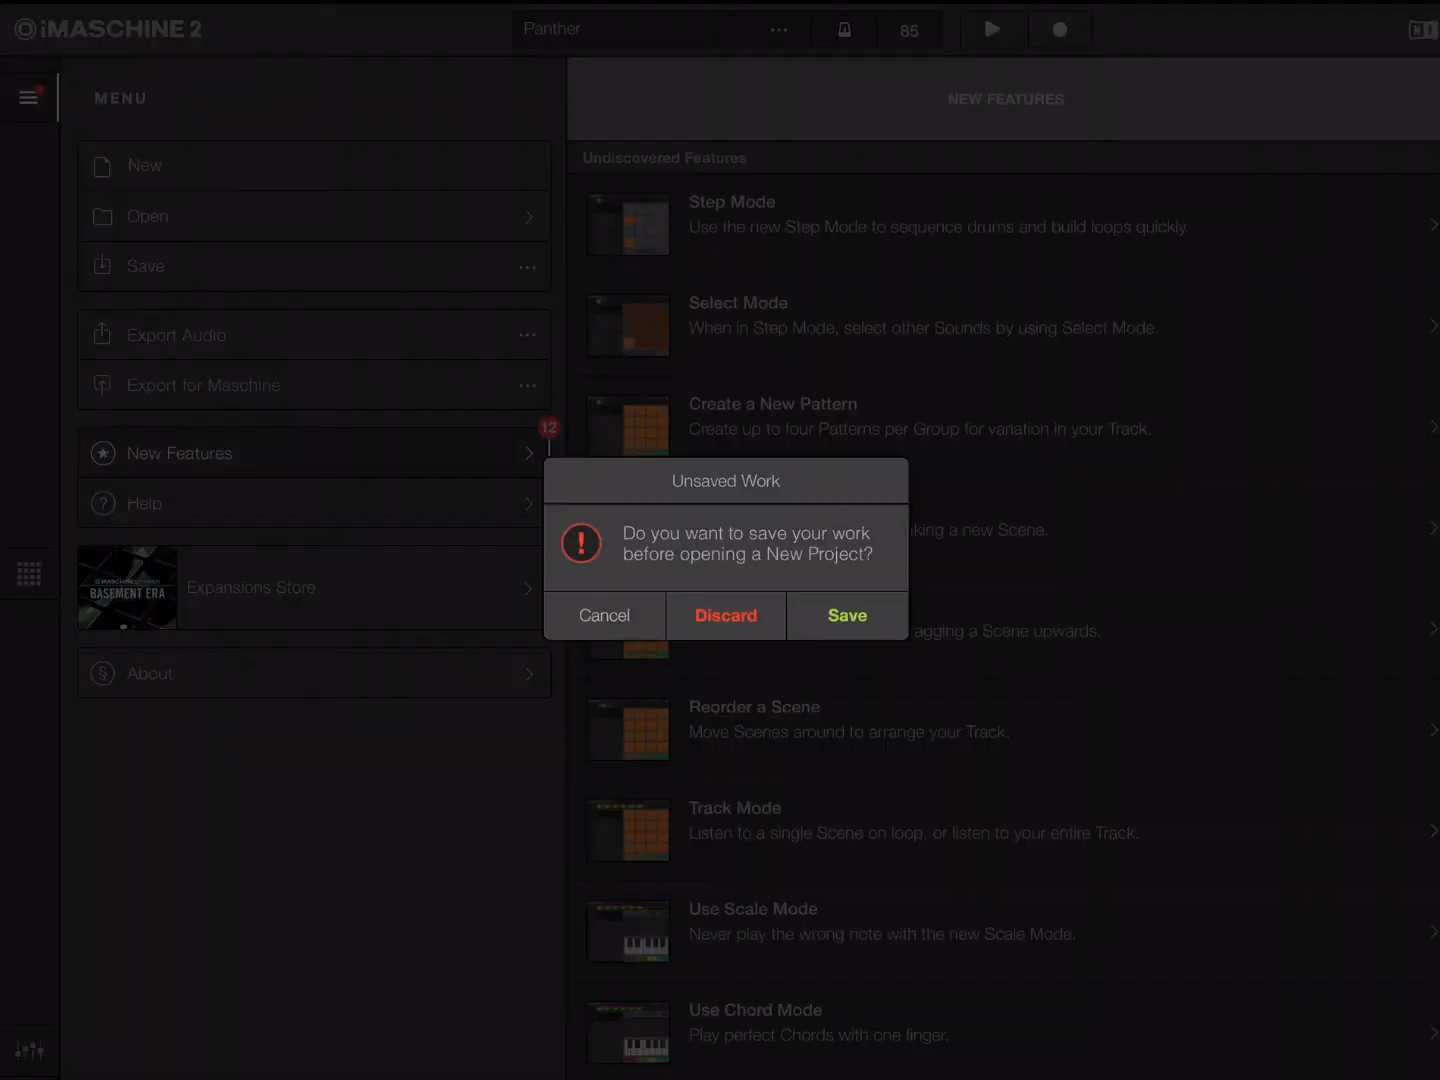 iMASCHINE 2
Panther
85
MENU
New
Open
Save
Export Audio
Export for Maschine
12
New Features
Help
BASEMENT ERA
Expansions Store
About
NEW FEATURES
Undiscovered Features
Step Mode
Use the new Step Mode to sequence drums and build loops quickly.
Select Mode
When in Step Mode, select other Sounds by using Select Mode.
Create a New Pattern
Create up to four Patterns per Group for variation in your Track.
Unsaved Work
Do you want to save your work
before opening a New Project?
Cancel
Discard
Save
a new Scene.
a Scene upwards.
Reorder a Scene
Move Scenes around to arrange your Track.
Track Mode
Listen to a single Scene on loop, or listen to your entire Track.
Use Scale Mode
Never play the wrong note with the new Scale Mode.
Use Chord Mode
Play perfect Chords with one finger.